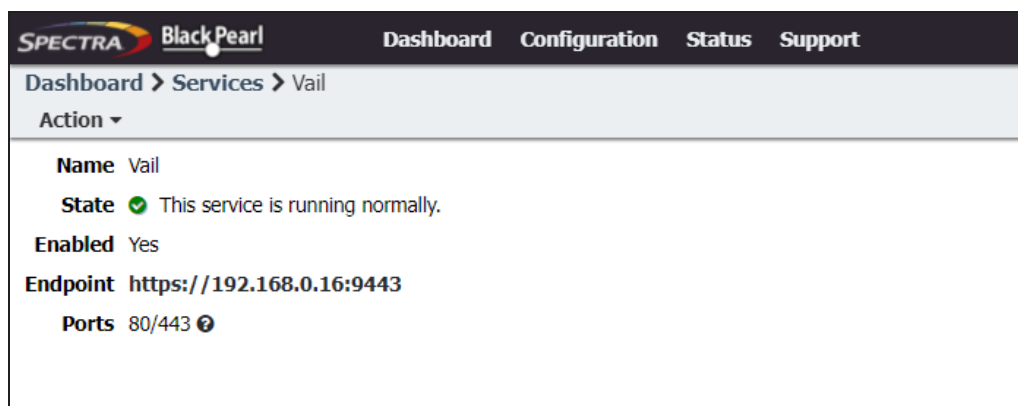 SPECTRA BlackPearl Dashboard Configuration Status Support
Dashboard > Services > Vail
Action
Name Vail
State This service is running normally.
Enabled Yes
Endpoint https://192.168.0.16:9443
Ports 80/443 ?